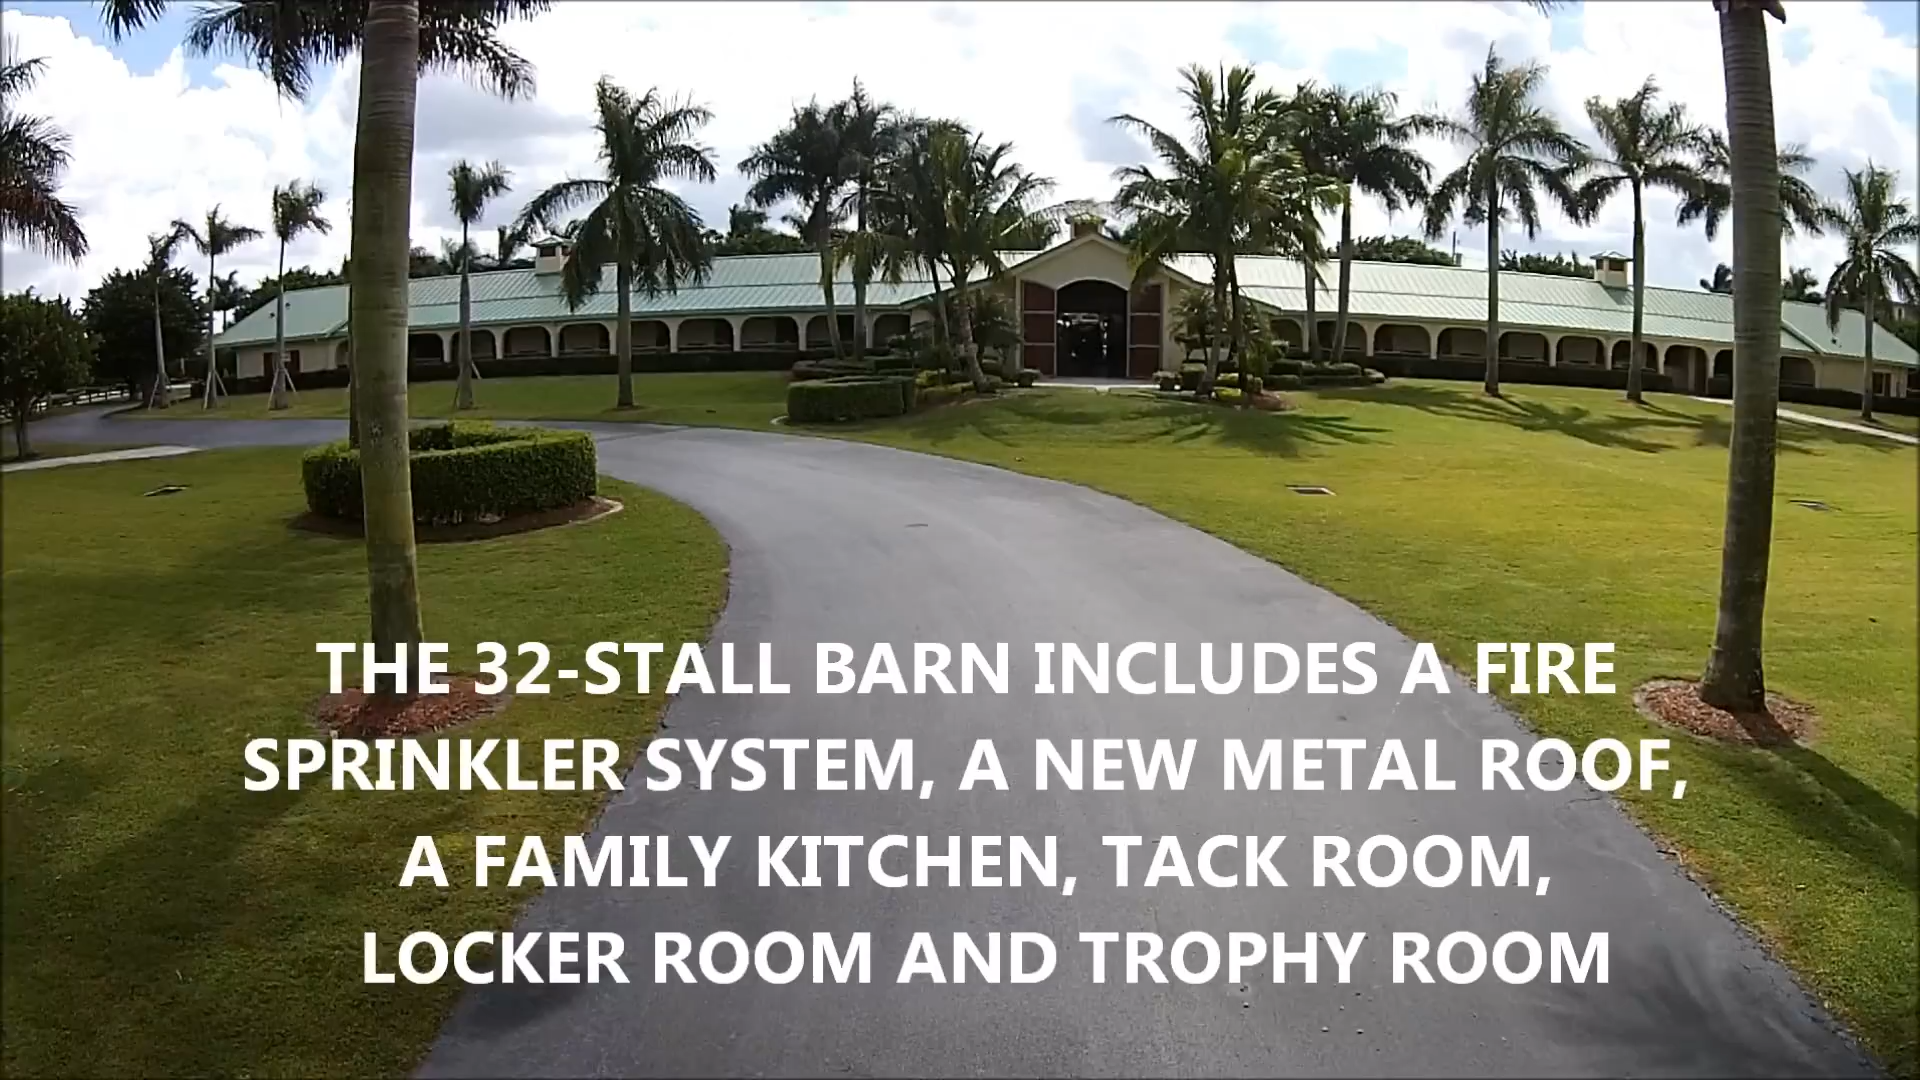 THE 32-STALL BARN INCLUDES A FIRE
SPRINKLER SYSTEM, A NEW METAL ROOF,
A FAMILY KITCHEN, TACK ROOM,
LOCKER ROOM AND TROPHY ROOM